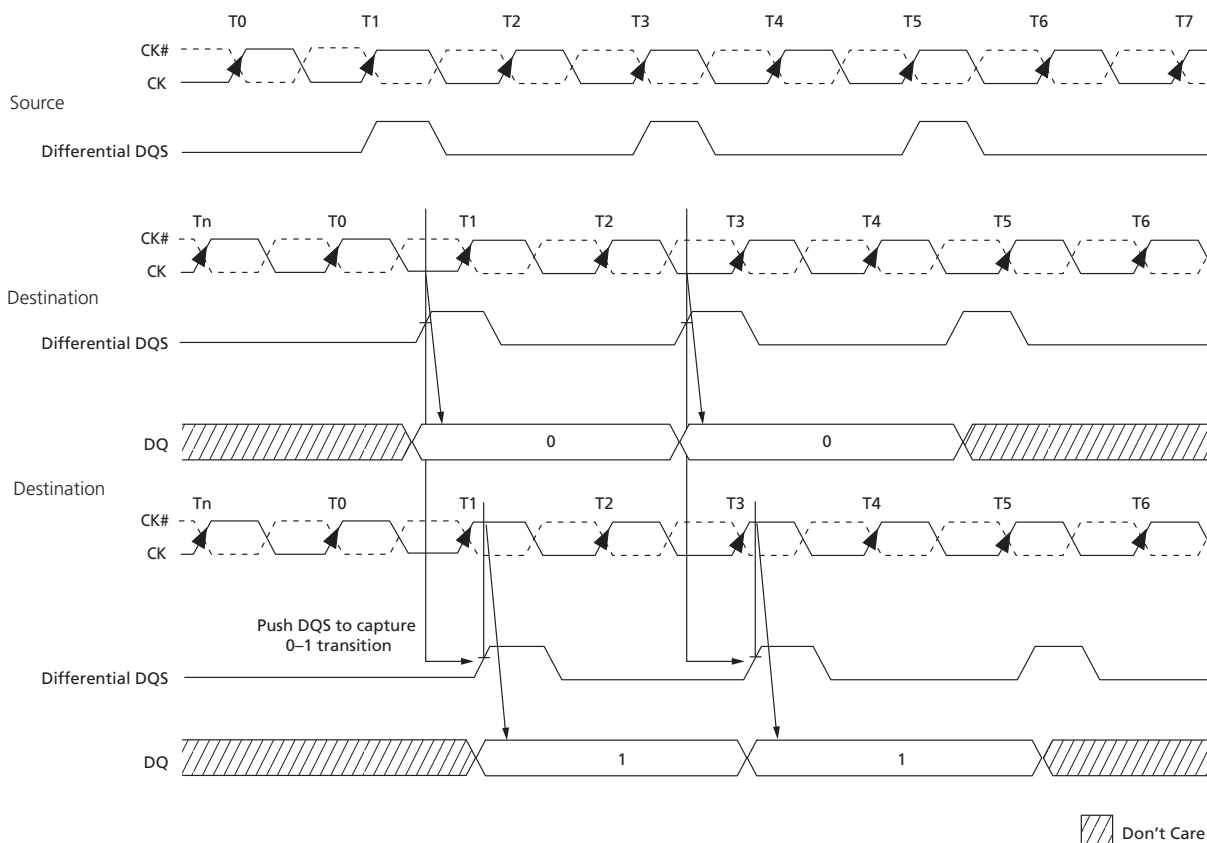 T0 T1 T2 T3 T4 T5 T6 T7
CK#
CK
Source
Differential DQS
Tn T0 T1 T2 T3 T4 T5 T6
CK#
CK
Destination
Differential DQS
DQ 0 0
Destination
Tn T0 T1 T2 T3 T4 T5 T6
CK#
CK
Push DQS to capture
0–1 transition
Differential DQS
DQ 1 1
Don't Care